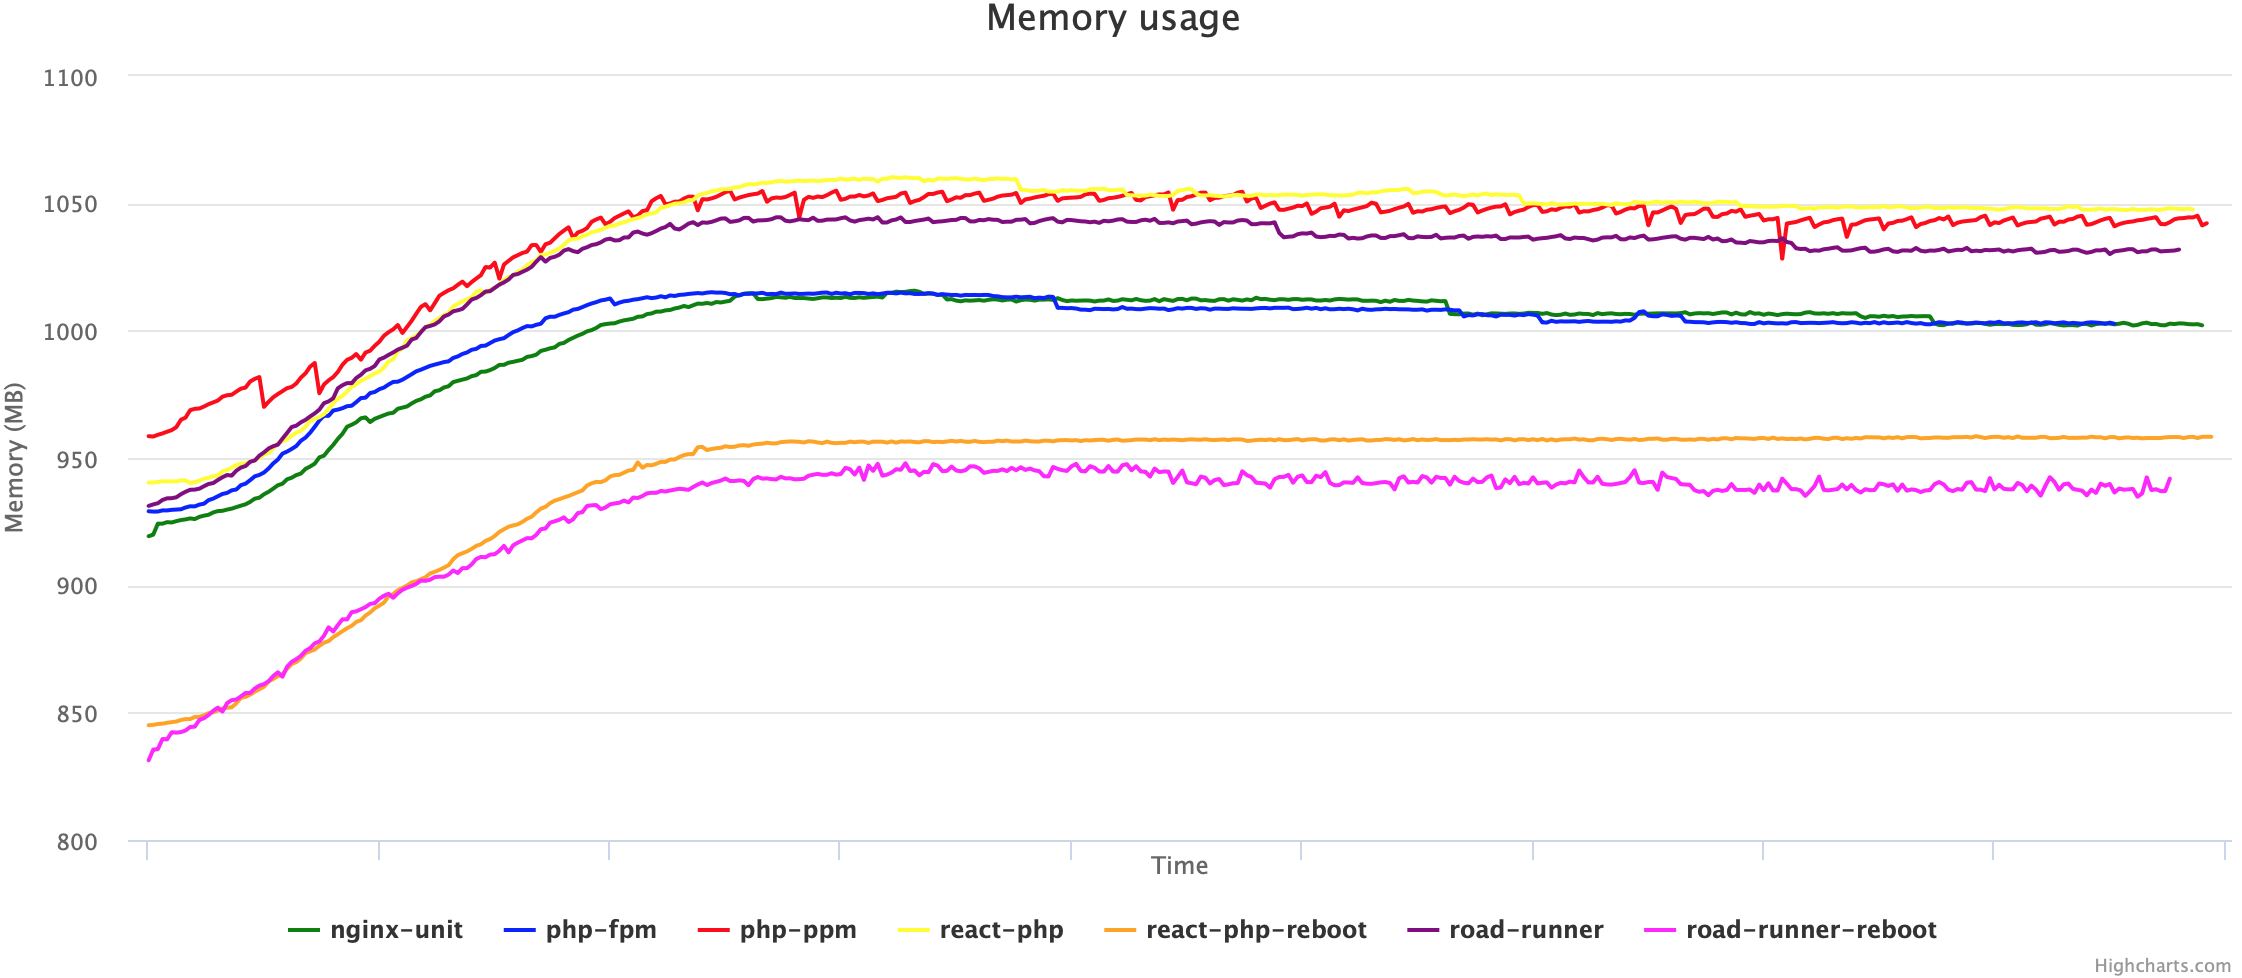 Memory usage
1100
1050
1000
950
900
850
800
Memory (MB)
Time
nginx-unit php-fpm php-ppm react-php react-php-reboot road-runner road-runner-reboot
Highcharts.com